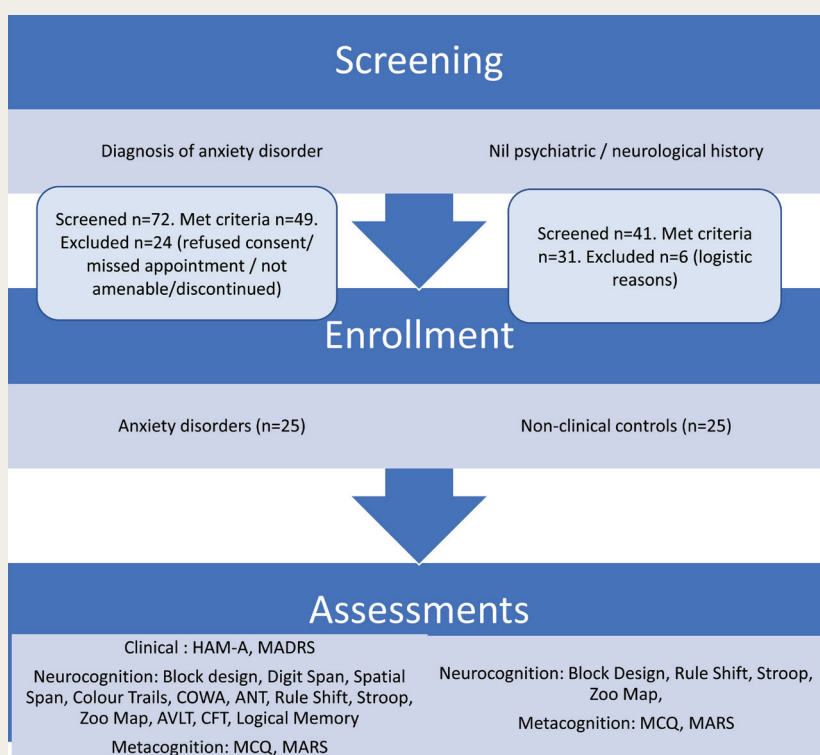 Screening
Diagnosis of anxiety disorder
Nil psychiatric / neurological history
Screened n=72. Met criteria n=49.
Excluded n=24 (refused consent/
missed appointment / not
amenable/discontinued)
Screened n=41. Met criteria
n=31. Excluded n=6 (logistic
reasons)
Enrollment
Anxiety disorders (n=25)
Non-clinical controls (n=25)
Assessments
Clinical : HAM-A, MADRS
Neurocognition: Block design, Digit Span, Spatial
Span, Colour Trails, COWA, ANT, Rule Shift, Stroop,
Zoo Map, AVLT, CFT, Logical Memory
Metacognition: MCQ, MARS
Neurocognition: Block Design, Rule Shift, Stroop,
Zoo Map,
Metacognition: MCQ, MARS